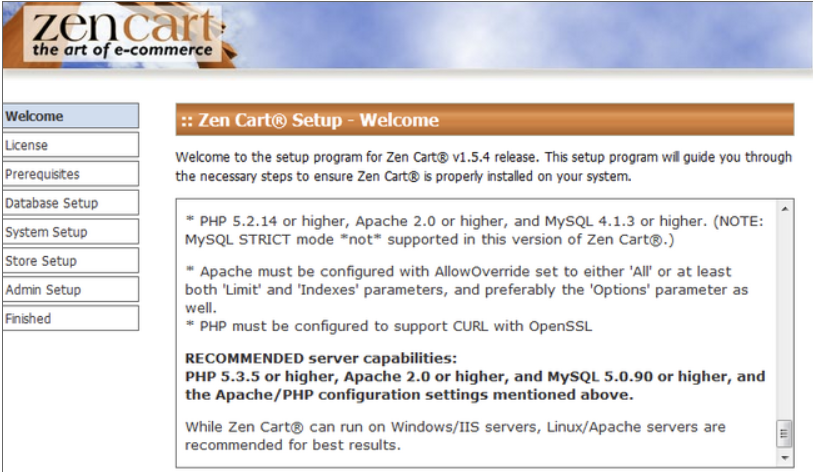 zencart
the art of e-commerce
Welcome
License
Prerequisites
Database Setup
System Setup
Store Setup
Admin Setup
Finished
:: Zen Cart® Setup - Welcome
Welcome to the setup program for Zen Cart® v1.5.4 release. This setup program will guide you through
the necessary steps to ensure Zen Cart® is properly installed on your system.
* PHP 5.2.14 or higher, Apache 2.0 or higher, and MySQL 4.1.3 or higher. (NOTE:
MySQL STRICT mode *not* supported in this version of Zen Cart®.)
* Apache must be configured with AllowOverride set to either 'All' or at least
both 'Limit' and 'Indexes' parameters, and preferably the 'Options' parameter as
well.
* PHP must be configured to support CURL with OpenSSL
RECOMMENDED server capabilities:
PHP 5.3.5 or higher, Apache 2.0 or higher, and MySQL 5.0.90 or higher, and
the Apache/PHP configuration settings mentioned above.
While Zen Cart® can run on Windows/IIS servers, Linux/Apache servers are
recommended for best results.